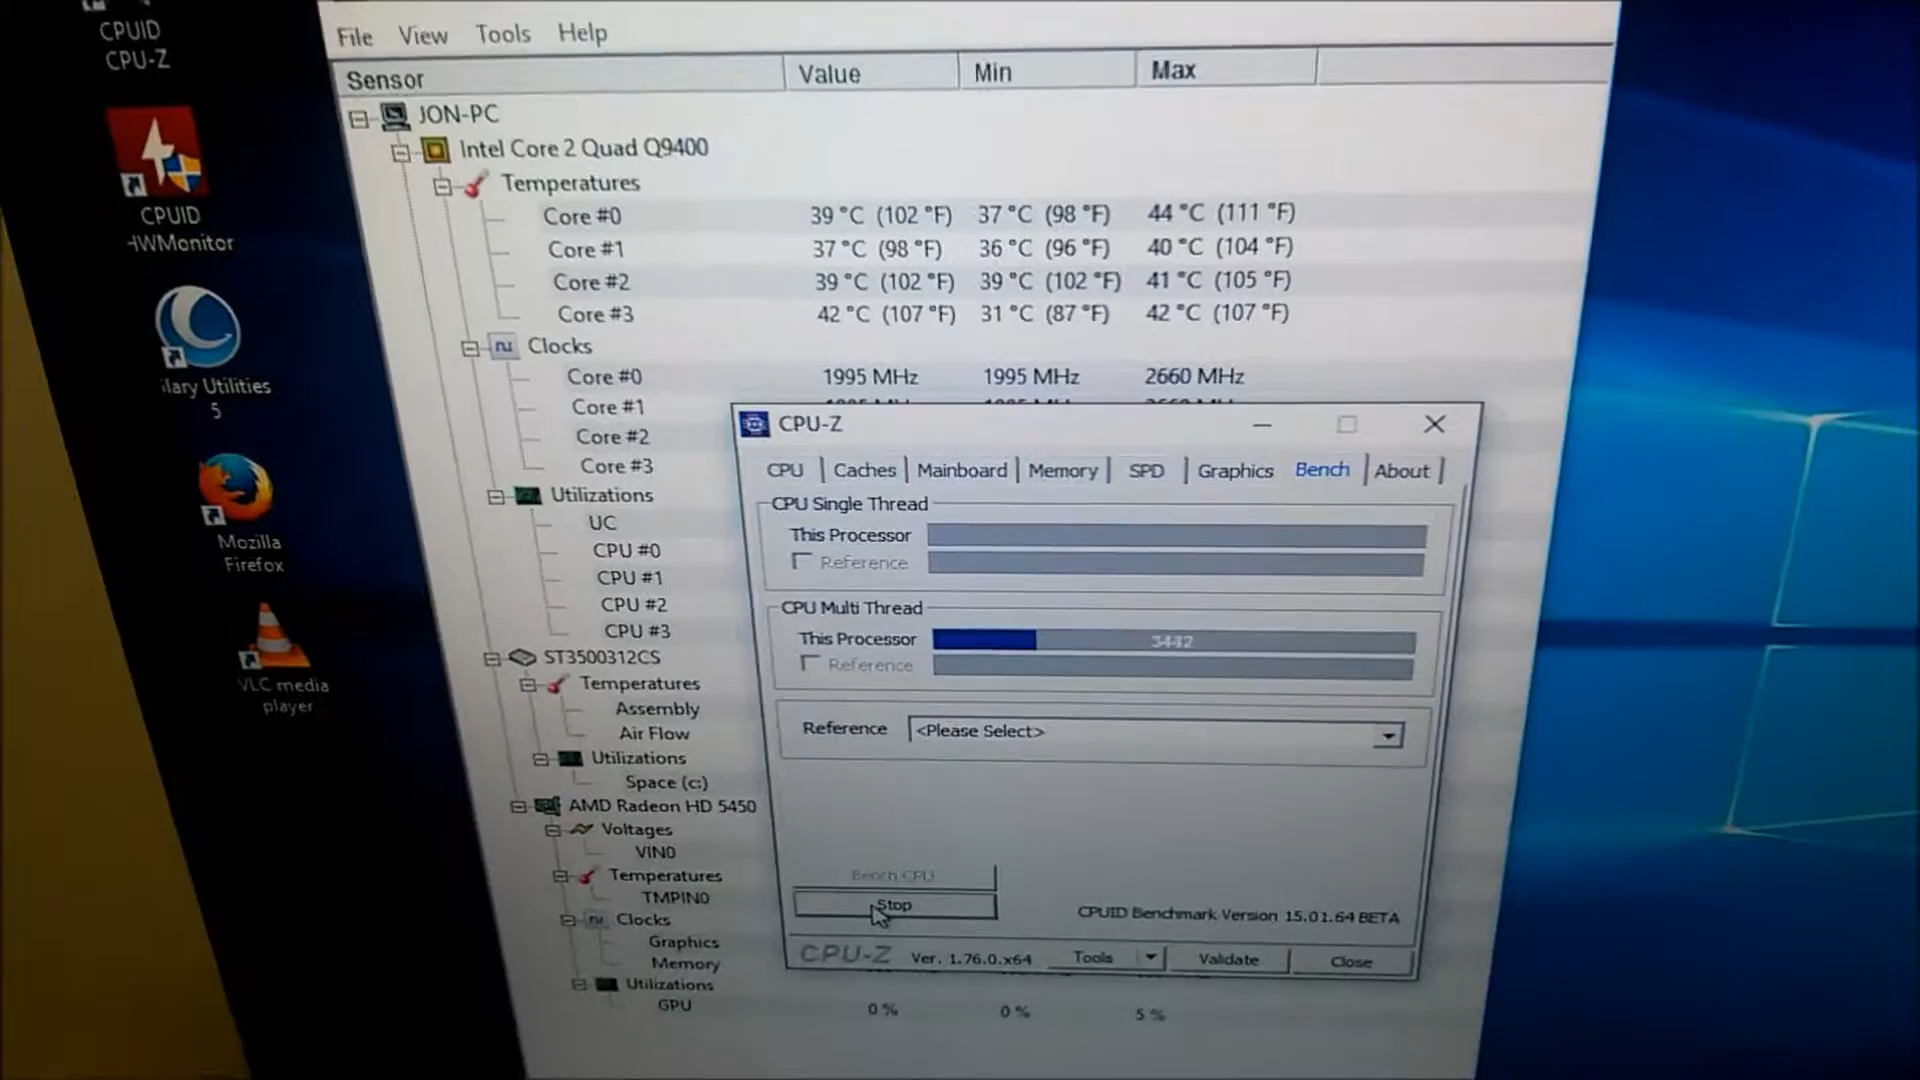 CPUID
CPU-Z
CPUID
HWMonitor
ilary Utilities
5
Mozilla
Firefox
VLC media
player
File View Tools Help
Sensor Value Min Max
JON-PC
Intel Core 2 Quad Q9400
Temperatures
Core #0 39 °C (102 °F) 37 °C (98 °F) 44 °C (111 °F)
Core #1 37 °C (98 °F) 36 °C (96 °F) 40 °C (104 °F)
Core #2 39 °C (102 °F) 39 °C (102 °F) 41 °C (105 °F)
Core #3 42 °C (107 °F) 31 °C (87 °F) 42 °C (107 °F)
Clocks
Core #0 1995 MHz 1995 MHz 2660 MHz
Core #1
Core #2
Core #3
Utilizations
UC
CPU #0
CPU #1
CPU #2
CPU #3
ST3500312CS
Temperatures
Assembly
Air Flow
Utilizations
Space (c:)
AMD Radeon HD 5450
Voltages
VIN0
Temperatures
TMPIN0
Clocks
Graphics
Memory
Utilizations
GPU 0 % 0 % 5 %
CPU-Z
CPU Caches Mainboard Memory SPD Graphics Bench About
CPU Single Thread
This Processor
Reference
CPU Multi Thread
This Processor 3442
Reference
Reference <Please Select>
Bench CPU
Stop
CPUID Benchmark Version 15.01.64 BETA
CPU-Z Ver. 1.76.0.x64 Tools Validate Close